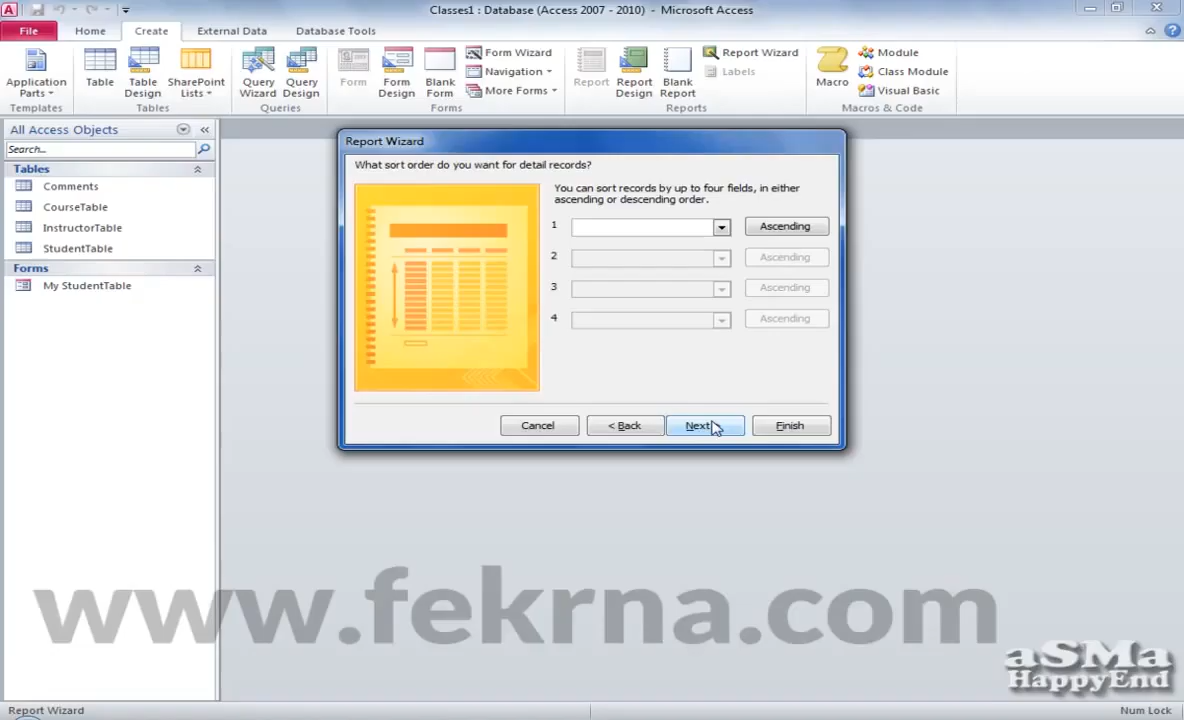 Classes1 : Database (Access 2007 - 2010) - Microsoft Access
File Home Create External Data Database Tools
Application Parts
Table
Table Design
SharePoint Lists
Query Wizard
Query Design
Form
Form Design
Blank Form
Form Wizard
Navigation
More Forms
Report
Report Design
Blank Report
Report Wizard
Labels
Macro
Module
Class Module
Visual Basic
Templates Tables Queries Forms Reports Macros & Code
All Access Objects
Search...
Tables
Comments
CourseTable
InstructorTable
StudentTable
Forms
My StudentTable
Report Wizard
What sort order do you want for detail records?
You can sort records by up to four fields, in either
ascending or descending order.
1 Ascending
2 Ascending
3 Ascending
4 Ascending
Cancel < Back Next Finish
www.fekrna.com
aSMa
HappyEnd
Report Wizard Num Lock